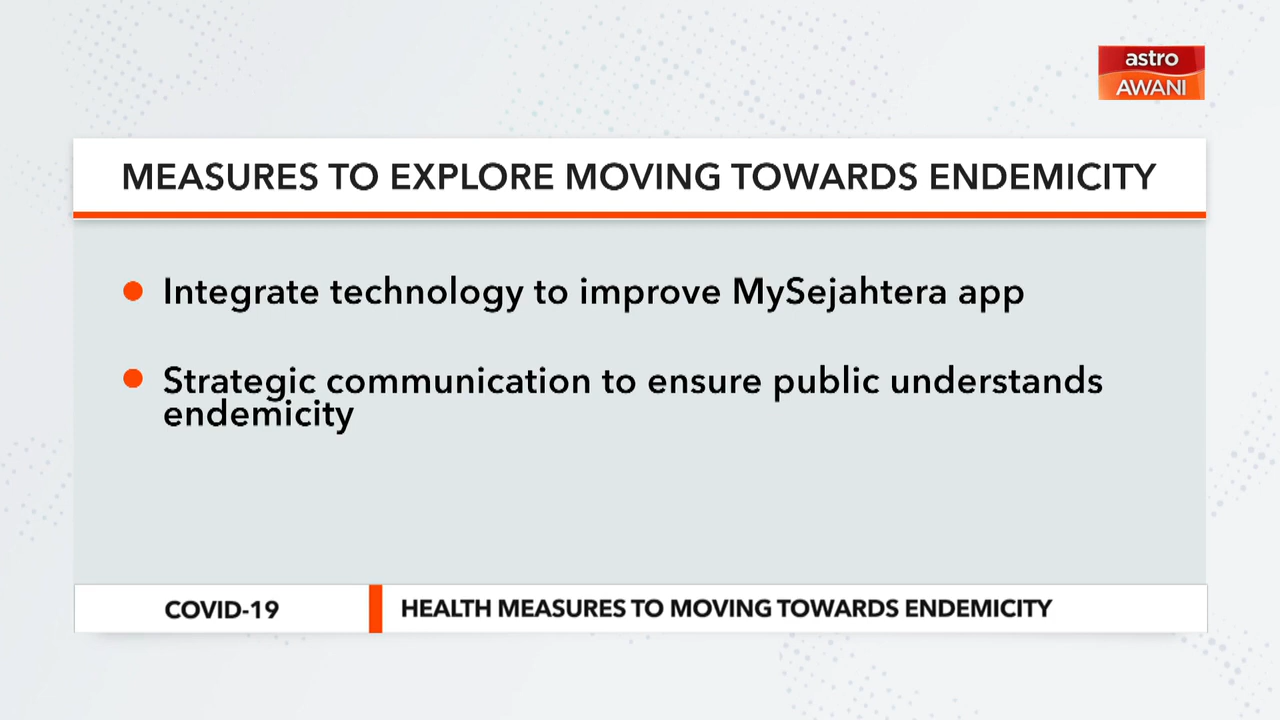 astro
AWANI
MEASURES TO EXPLORE MOVING TOWARDS ENDEMICITY
Integrate technology to improve MySejahtera app
Strategic communication to ensure public understands
endemicity
COVID-19
HEALTH MEASURES TO MOVING TOWARDS ENDEMICITY